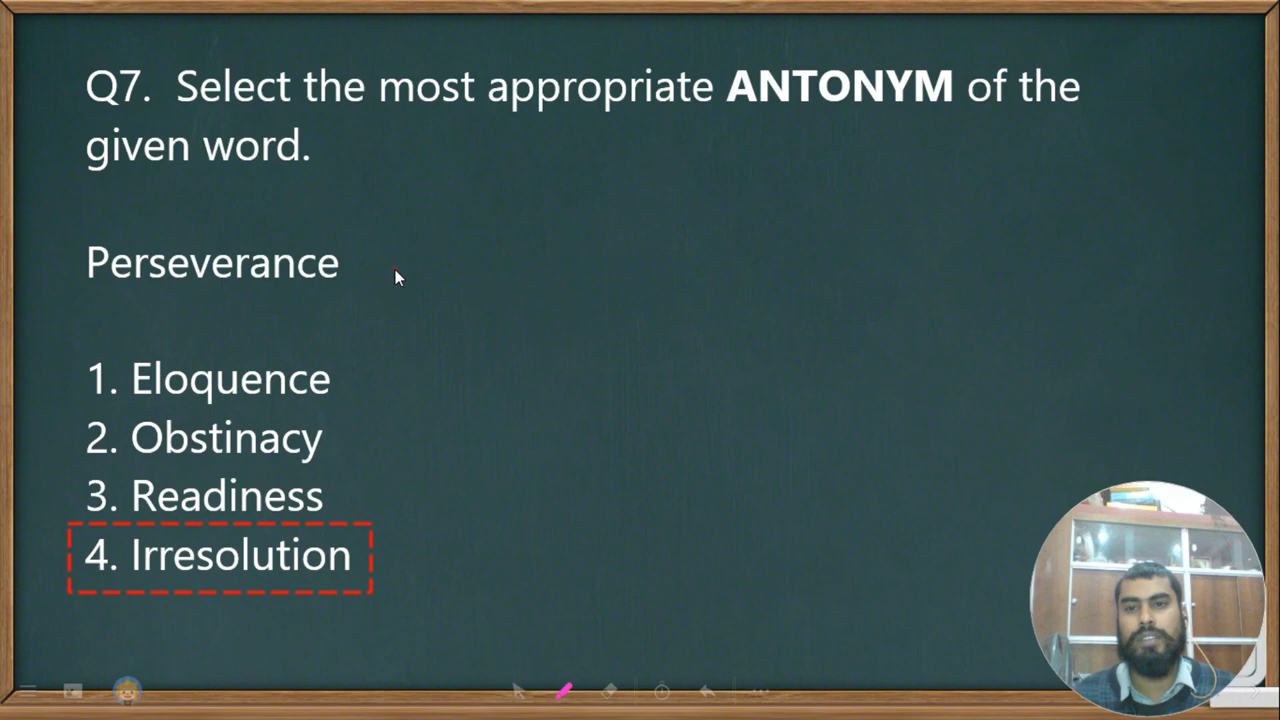 Q7. Select the most appropriate ANTONYM of the
given word.
Perseverance
1. Eloquence
2. Obstinacy
3. Readiness
4. Irresolution